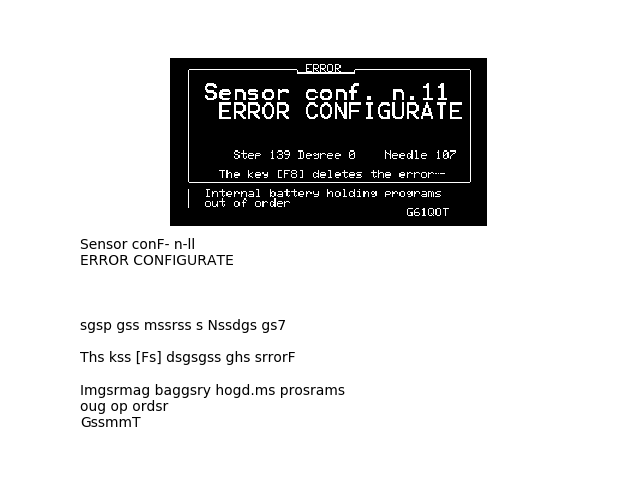 ERROR
Sensor conf. n.11
ERROR CONFIGURATE
Step 139 Degree 0 Needle 107
The key [F8] deletes the error--
Internal battery holding programs
out of order
G61Q0T
Sensor conF- n-ll
ERROR CONFIGURATE
sgsp gss mssrss s Nssdgs gs7
Ths kss [Fs] dsgsgss ghs srrorF
Imgsrmag baggsry hogd.ms prosrams
oug op ordsr
GssmmT